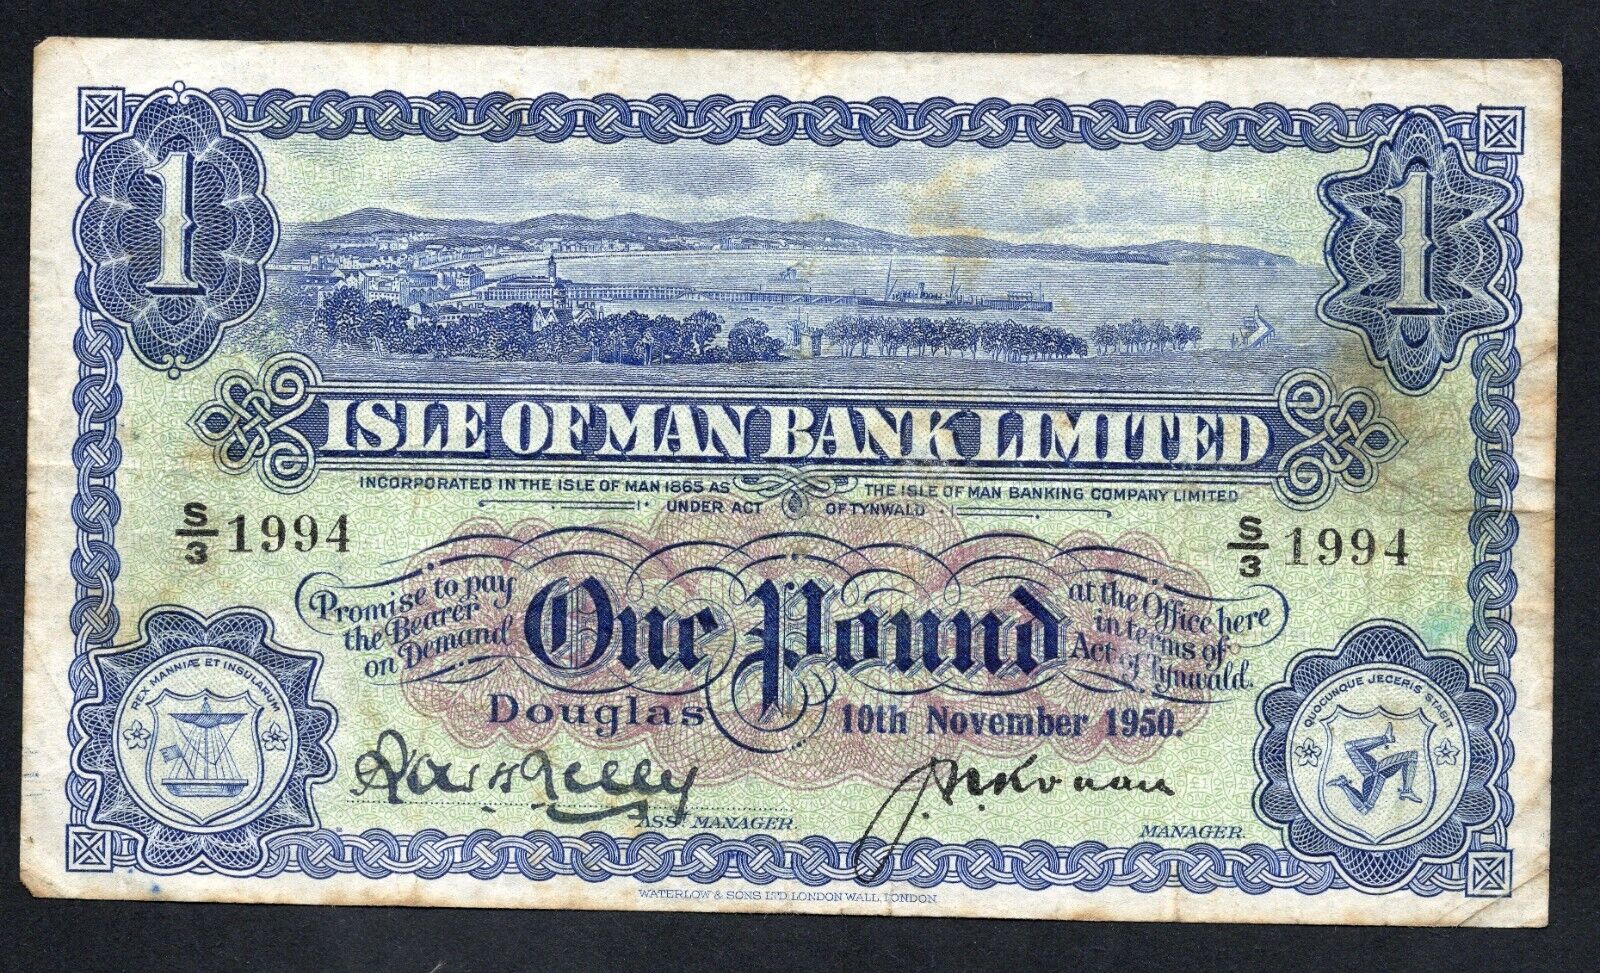 1 1
ISLE OF MAN BANK LIMITED
INCORPORATED IN THE ISLE OF MAN 1865 AS THE ISLE OF MAN BANKING COMPANY LIMITED
UNDER ACT OF TYNWALD
S/3 1994 S/3 1994
Promise to pay
the Bearer
on Demand
One Pound
at the Office here
in terms of
Act of Tynwald.
Douglas 10th November 1950.
REX MANNIÆ ET INSULARUM
QUOCUNQUE JECERIS STABIT
ASST MANAGER.
MANAGER.
WATERLOW & SONS LTD. LONDON WALL, LONDON